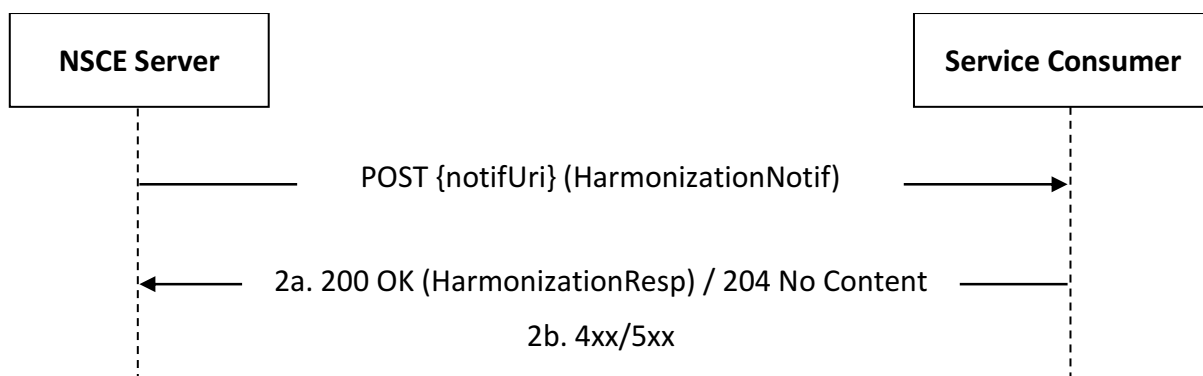 NSCE Server
Service Consumer
POST {notifUri} (HarmonizationNotif)
2a. 200 OK (HarmonizationResp) / 204 No Content
2b. 4xx/5xx